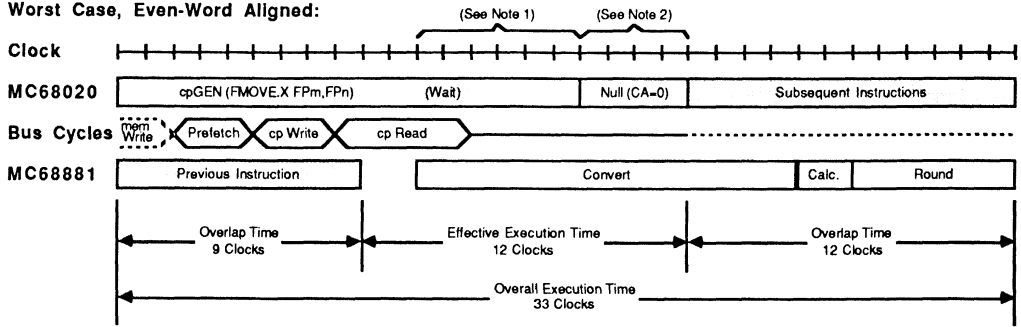 Worst Case, Even-Word Aligned:
(See Note 1) (See Note 2)
Clock
MC68020 cpGEN (FMOVE.X FPm,FPn) (Wait) Null (CA=0) Subsequent Instructions
Bus Cycles mem Write Prefetch cp Write cp Read
MC68881 Previous Instruction Convert Calc. Round
Overlap Time
9 Clocks
Effective Execution Time
12 Clocks
Overlap Time
12 Clocks
Overall Execution Time
33 Clocks